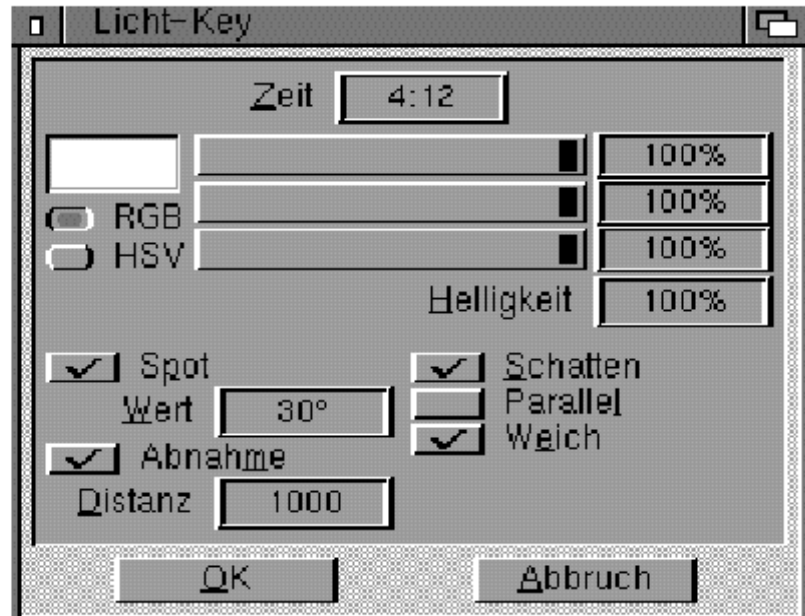 Licht-Key
Zeit 4:12
100%
RGB 100%
HSV 100%
Helligkeit 100%
Spot Schatten
Wert 30° Parallel
Weich
Abnahme
Distanz 1000
OK Abbruch